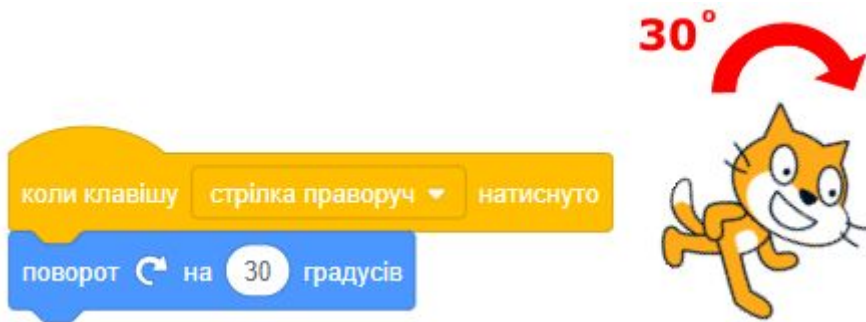 30°
коли клавішу стрілка праворуч натиснуто
поворот на 30 градусів